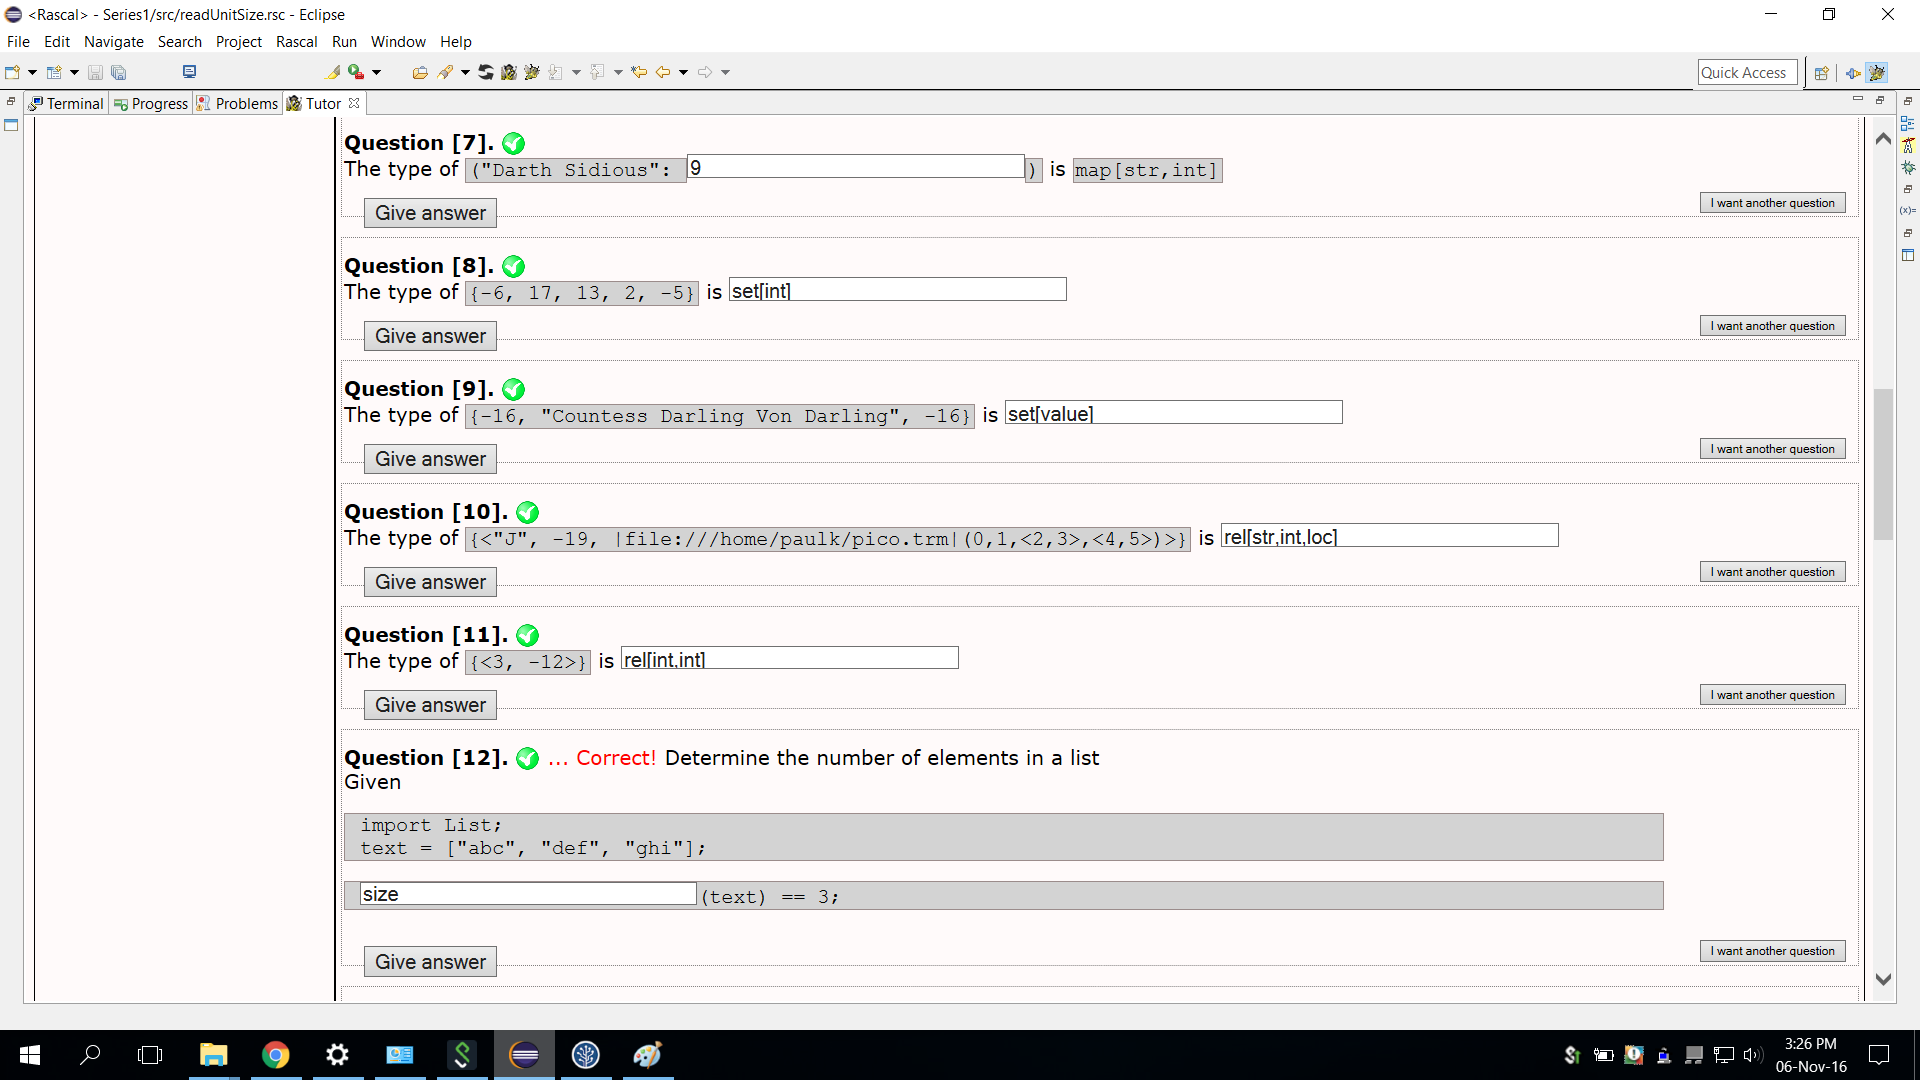 <Rascal> - Series1/src/readUnitSize.rsc - Eclipse
File Edit Navigate Search Project Rascal Run Window Help
Quick Access
Terminal Progress Problems Tutor
Question [7].
The type of ("Darth Sidious": 9 ) is map[str,int]
Give answer
I want another question
Question [8].
The type of {-6, 17, 13, 2, -5} is set[int]
Give answer
I want another question
Question [9].
The type of {-16, "Countess Darling Von Darling", -16} is set[value]
Give answer
I want another question
Question [10].
The type of {<"J", -19, |file:///home/paulk/pico.trm|(0,1,<2,3>,<4,5>)>} is rel[str,int,loc]
Give answer
I want another question
Question [11].
The type of {<3, -12>} is rel[int,int]
Give answer
I want another question
Question [12]. ... Correct! Determine the number of elements in a list
Given
import List;
text = ["abc", "def", "ghi"];
size (text) == 3;
Give answer
I want another question
3:26 PM
06-Nov-16